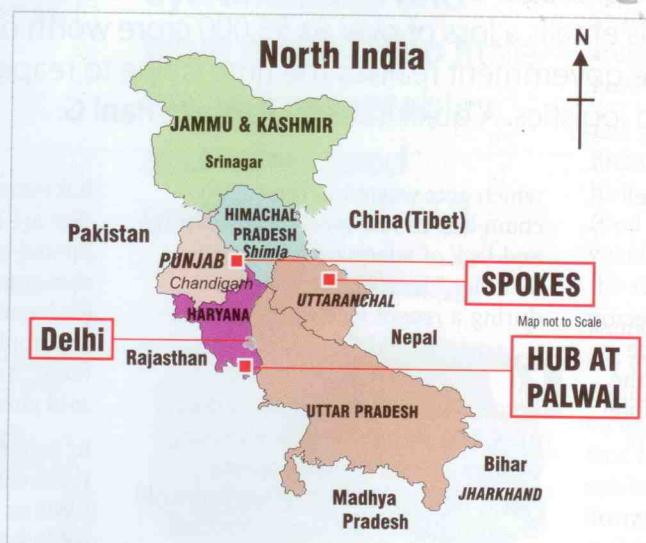 North India
N
JAMMU & KASHMIR
Srinagar
HIMACHAL
PRADESH
Shimla
China(Tibet)
Pakistan
PUNJAB
Chandigarh
SPOKES
UTTARANCHAL
HARYANA
Map not to Scale
Delhi
Nepal
Rajasthan
HUB AT
PALWAL
UTTAR PRADESH
Bihar
JHARKHAND
Madhya
Pradesh